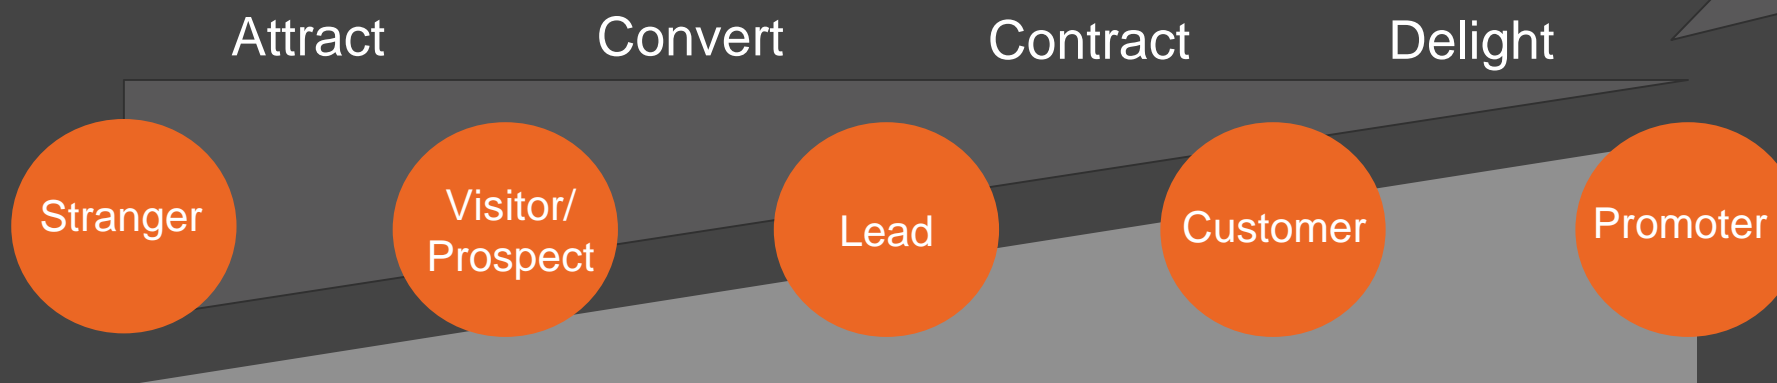 Attract Convert Contract Delight
Stranger
Visitor/
Prospect
Lead
Customer
Promoter